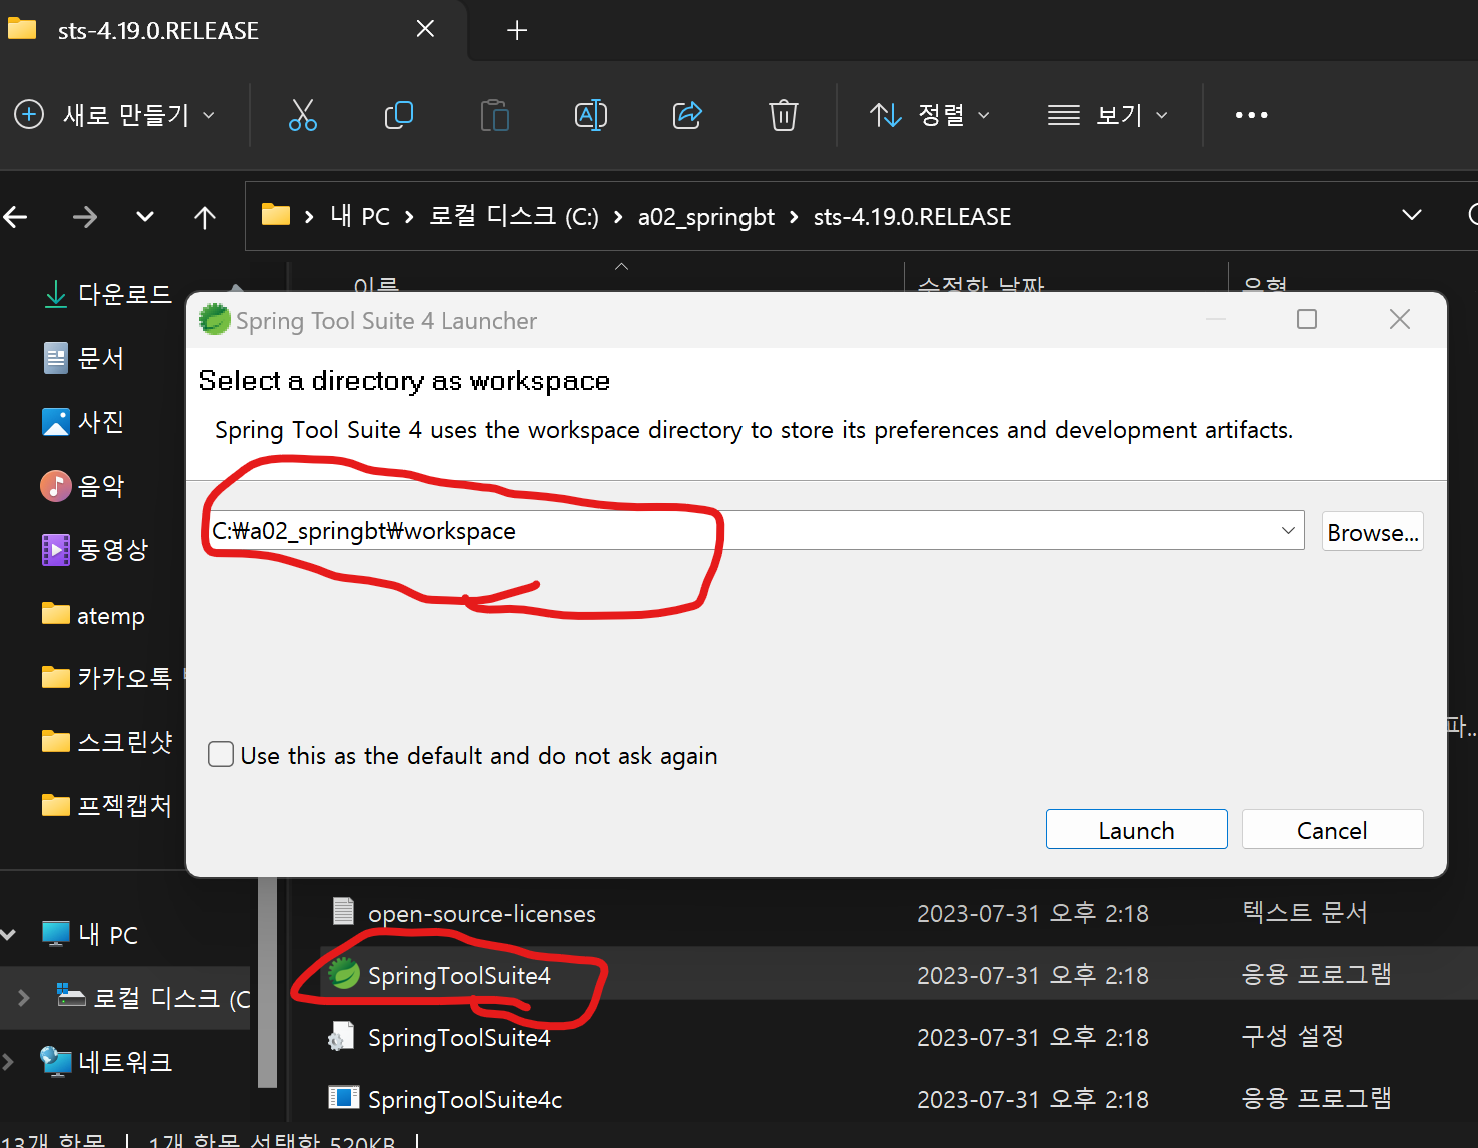 sts-4.19.0.RELEASE
새로 만들기
정렬
보기
내 PC
로컬 디스크 (C:)
a02_springbt
sts-4.19.0.RELEASE
이름
수정한 날짜
유형
다운로드
문서
사진
음악
동영상
atemp
카카오톡
스크린샷
프젝캡처
내 PC
로컬 디스크 (C
네트워크
Spring Tool Suite 4 Launcher
Select a directory as workspace
Spring Tool Suite 4 uses the workspace directory to store its preferences and development artifacts.
C:₩a02_springbt₩workspace
Browse...
Use this as the default and do not ask again
Launch
Cancel
open-source-licenses 2023-07-31 오후 2:18 텍스트 문서
SpringToolSuite4 2023-07-31 오후 2:18 응용 프로그램
SpringToolSuite4 2023-07-31 오후 2:18 구성 설정
SpringToolSuite4c 2023-07-31 오후 2:18 응용 프로그램
13개 항목 | 1개 항목 선택함 520KB |